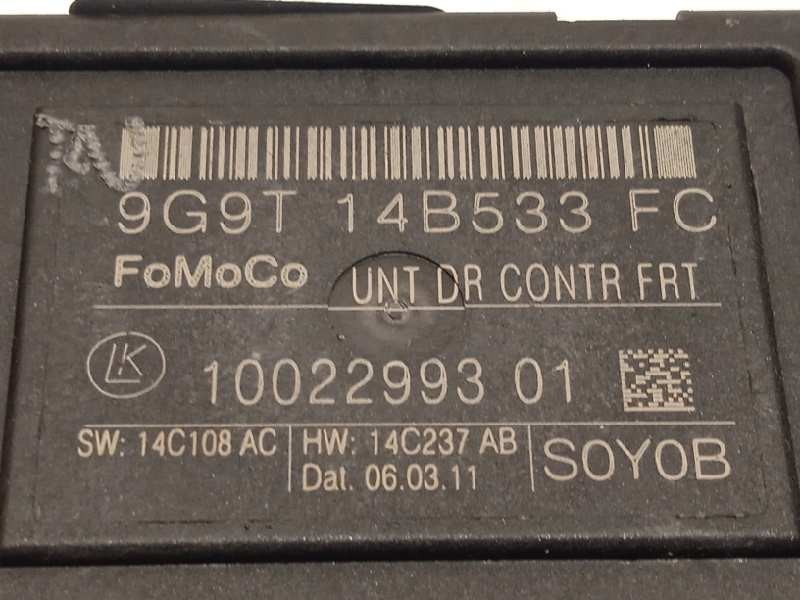 9G9T 14B533 FC
FoMoCo UNT DR CONTR FRT
LK 10022993 01
SW: 14C108 AC HW: 14C237 AB SOYOB
Dat. 06.03.11